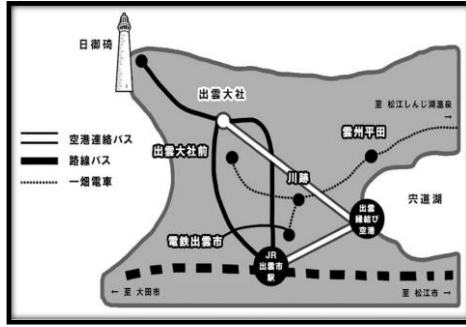 日御碕
出雲大社
至 松江しんじ湖温泉
→
雲州平田
空港連絡バス
路線バス
一畑電車
出雲大社前
川跡
宍道湖
出雲
縁結び
空港
電鉄出雲市
JR
出雲市
駅
← 至 大田市
至 松江市 →